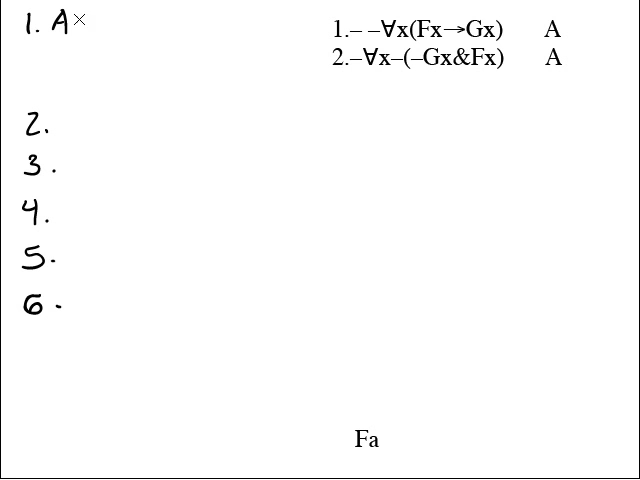 1. A×
1.– –∀x(Fx→Gx) A
2.–∀x–(–Gx&Fx) A
2.
3.
4.
5.
6.
Fa